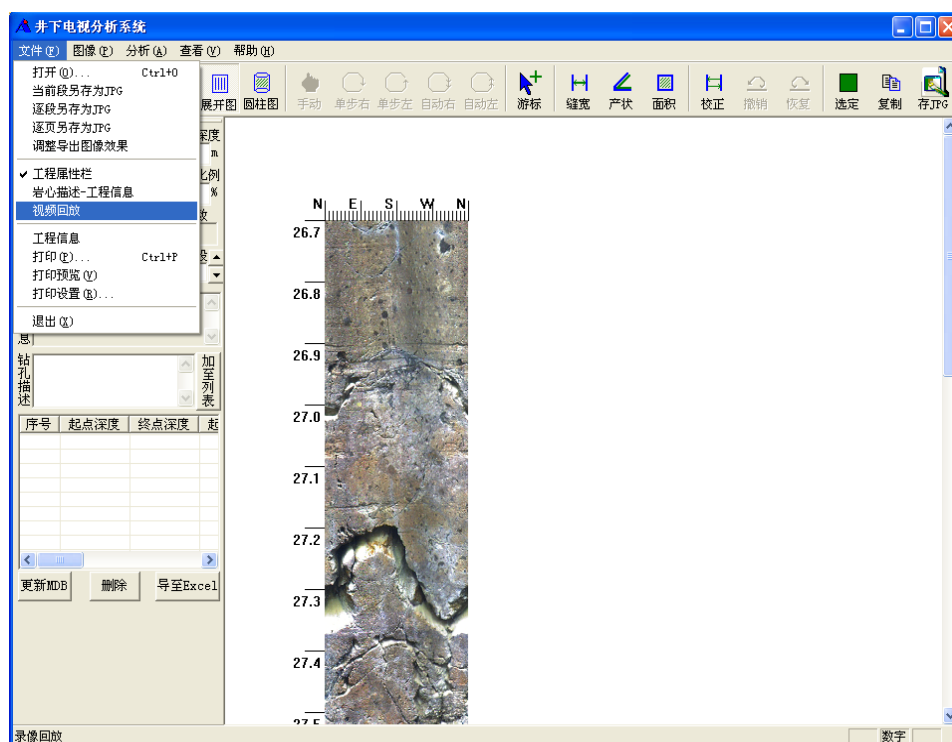 井下电视分析系统
文件(F) 图像(P) 分析(A) 查看(V) 帮助(H)
打开(O)... Ctrl+O
当前段另存为JPG
逐段另存为JPG
逐页另存为JPG
调整导出图像效果
✓ 工程属性栏
岩心描述-工程信息
视频回放
工程信息
打印(P)... Ctrl+P
打印预览(V)
打印设置(R)...
退出(X)
展开图 圆柱图 手动 单步右 单步左 自动右 自动左 游标 缝宽 产状 面积 校正 撤销 恢复 选定 复制 存JPG
深度
m
比例
%
段
息
钻孔描述
加至列表
序号 起点深度 终点深度 起
更新MDB 删除 导至Excel
N E S W N
26.7
26.8
26.9
27.0
27.1
27.2
27.3
27.4
27.5
录像回放 数字